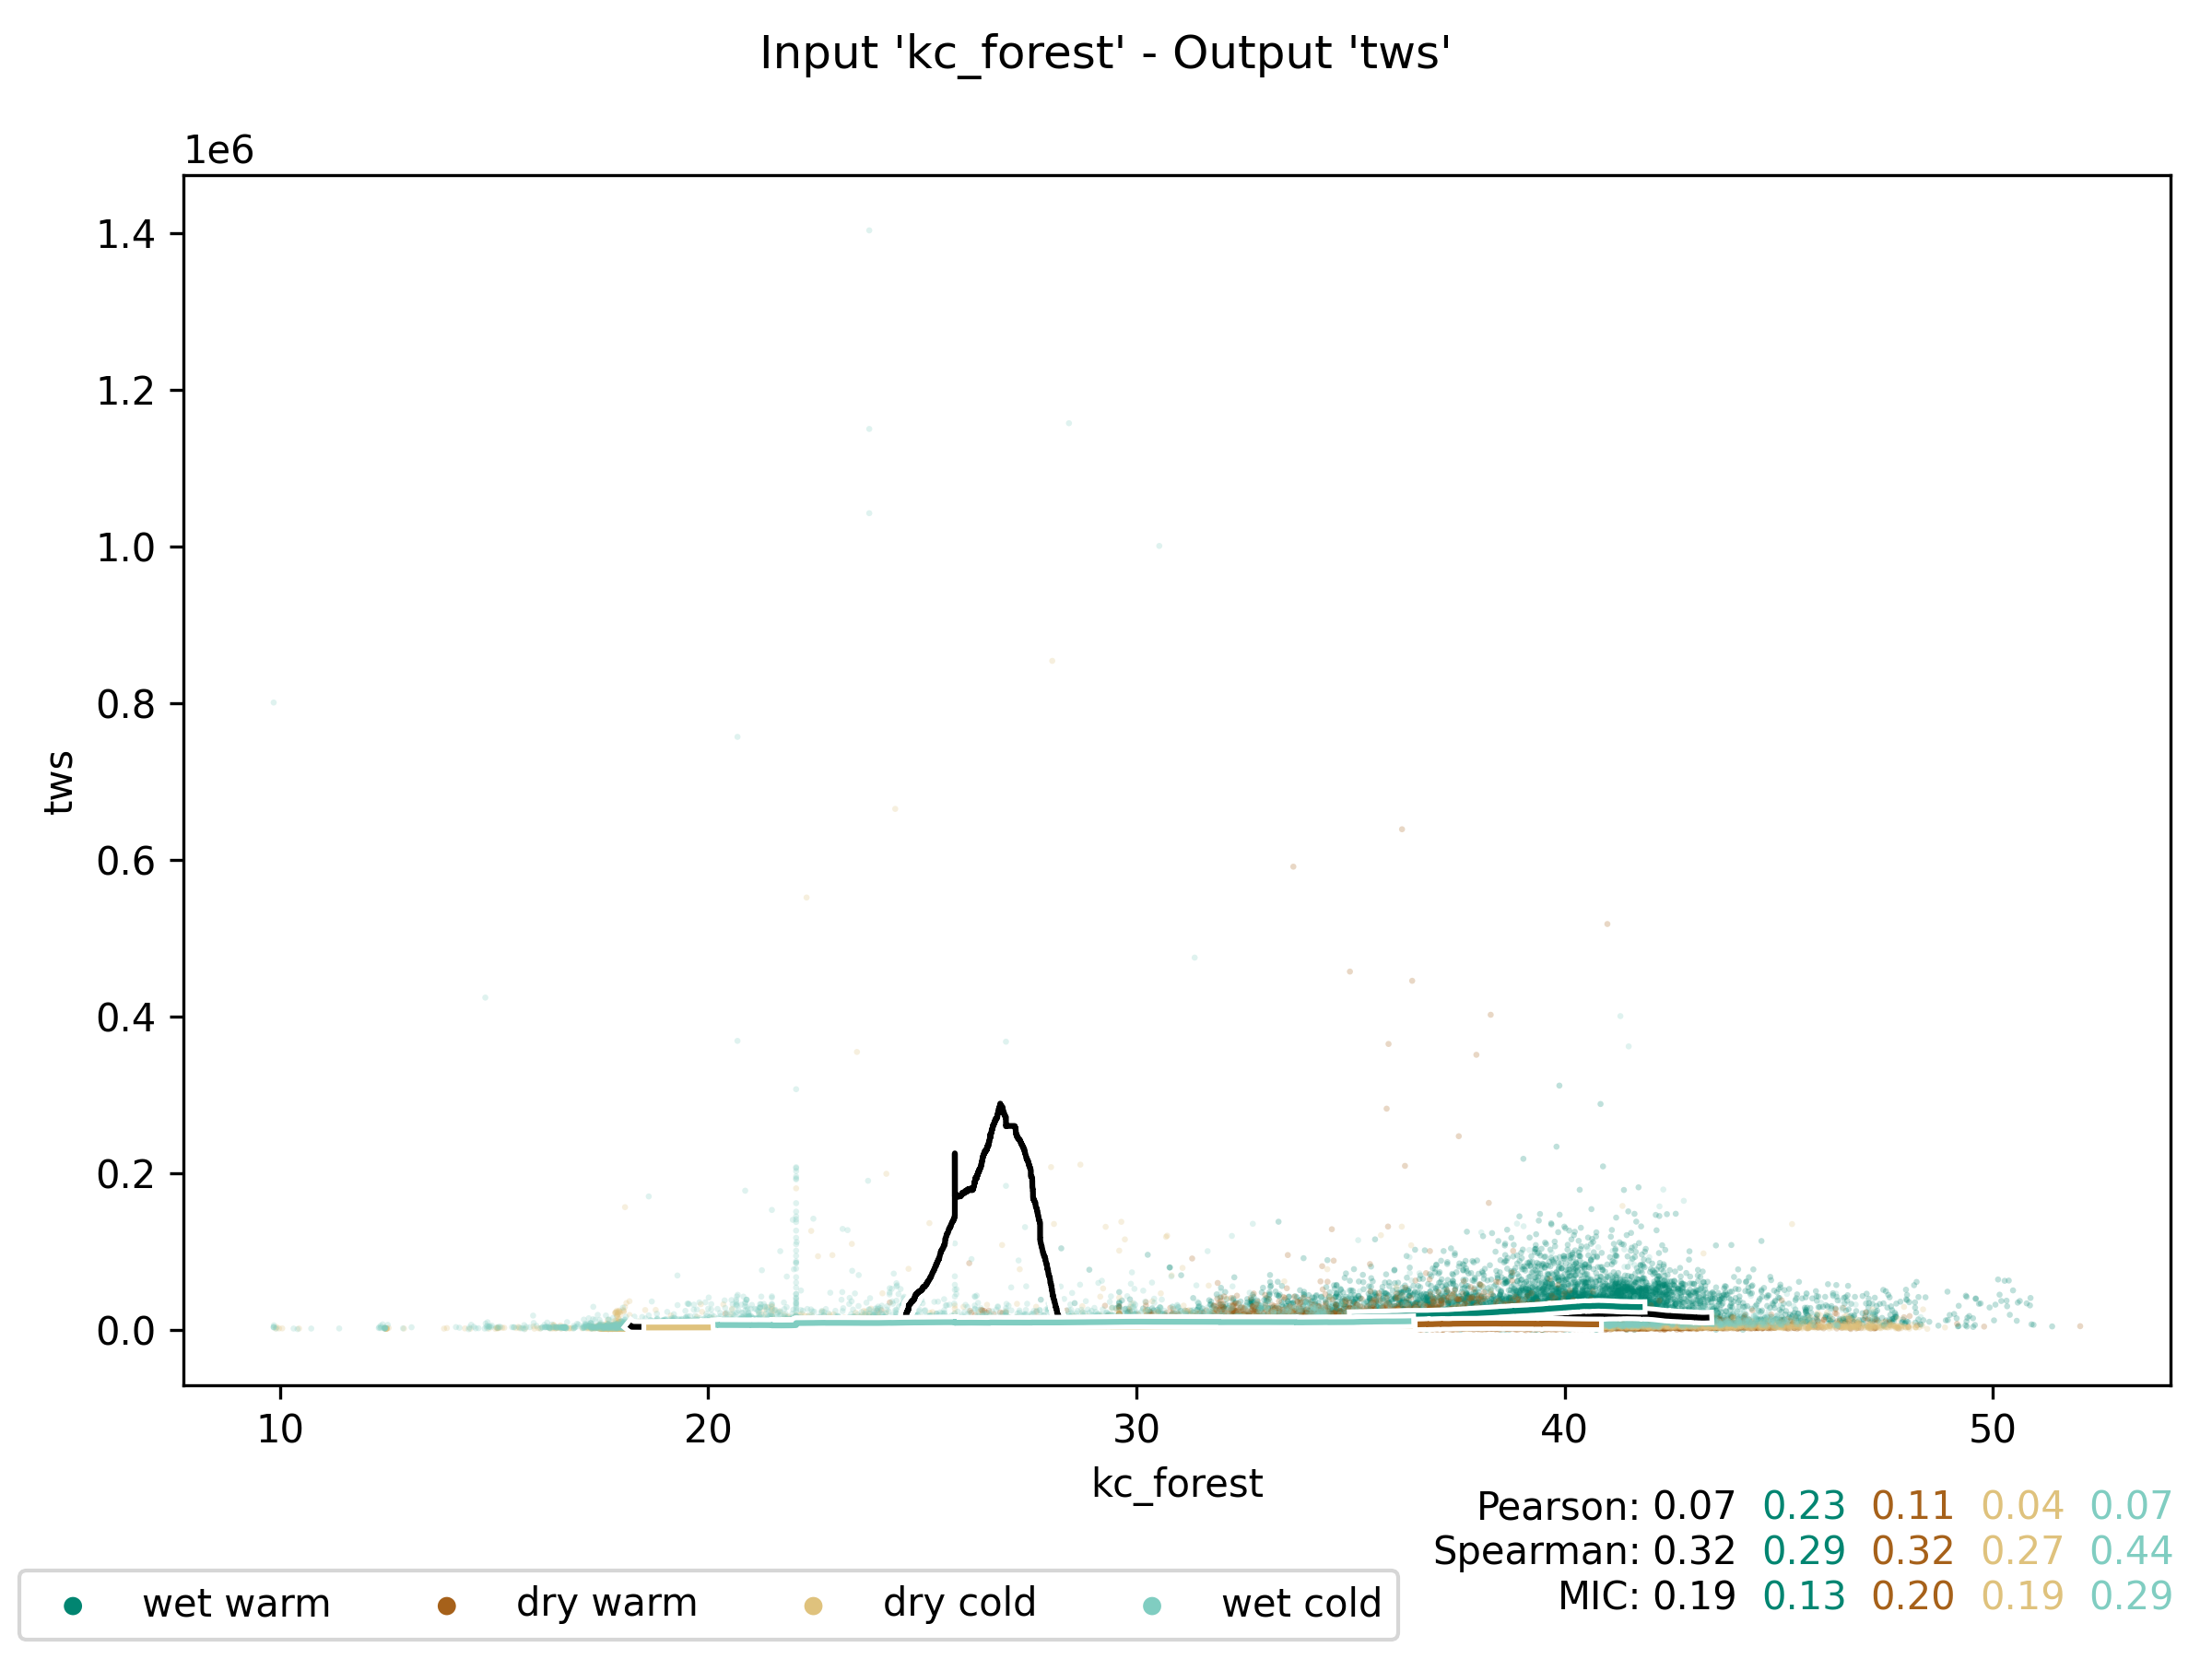 Input 'kc_forest' - Output 'tws'
1e6
1.4
1.2
1.0
0.8
0.6
0.4
0.2
0.0
tws
10 20 30 40 50
kc_forest
Pearson: 0.07 0.23 0.11 0.04 0.07
Spearman: 0.32 0.29 0.32 0.27 0.44
MIC: 0.19 0.13 0.20 0.19 0.29
wet warm dry warm dry cold wet cold